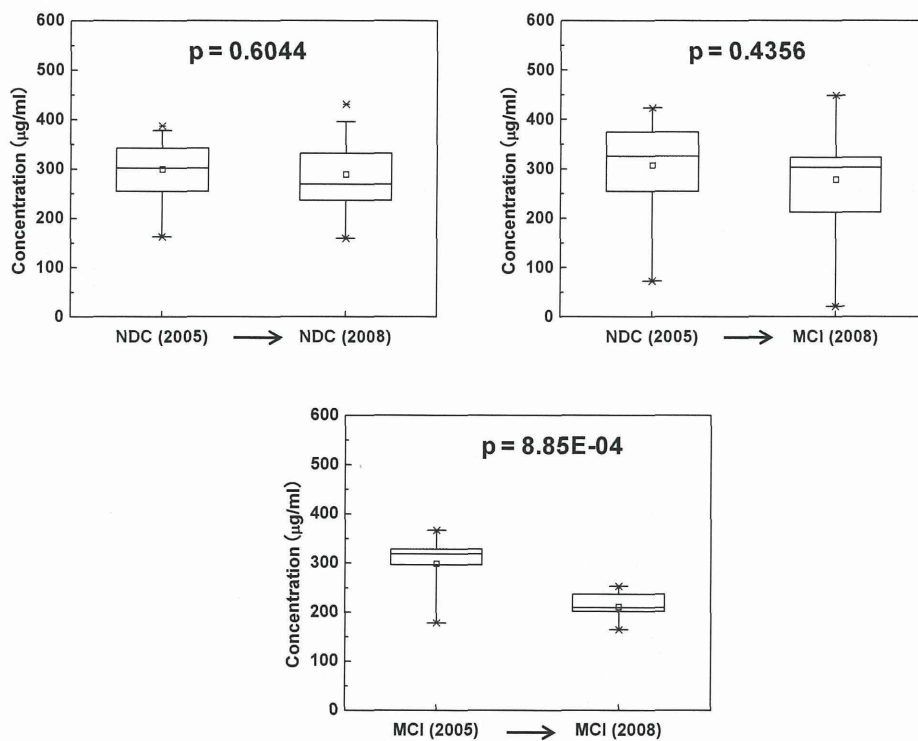 600
500
400
300
200
100
0
Concentration (μg/ml)
p = 0.6044
NDC (2005) → NDC (2008)
600
500
400
300
200
100
0
Concentration (μg/ml)
p = 0.4356
NDC (2005) → MCI (2008)
600
500
400
300
200
100
0
Concentration (μg/ml)
p = 8.85E-04
MCI (2005) → MCI (2008)